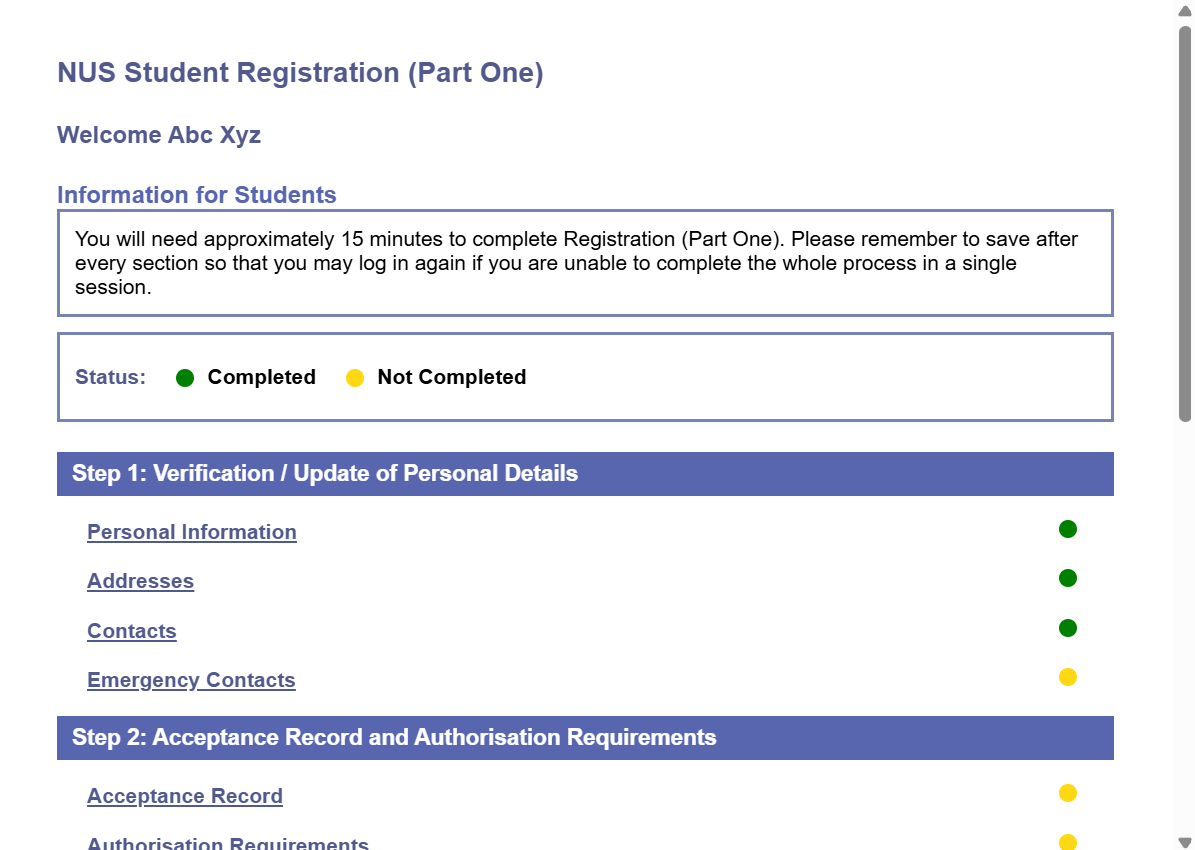 NUS Student Registration (Part One)
Welcome Abc Xyz
Information for Students
You will need approximately 15 minutes to complete Registration (Part One). Please remember to save after
every section so that you may log in again if you are unable to complete the whole process in a single
session.
Status: Completed Not Completed
Step 1: Verification / Update of Personal Details
Personal Information
Addresses
Contacts
Emergency Contacts
Step 2: Acceptance Record and Authorisation Requirements
Acceptance Record
Authorisation Requirements